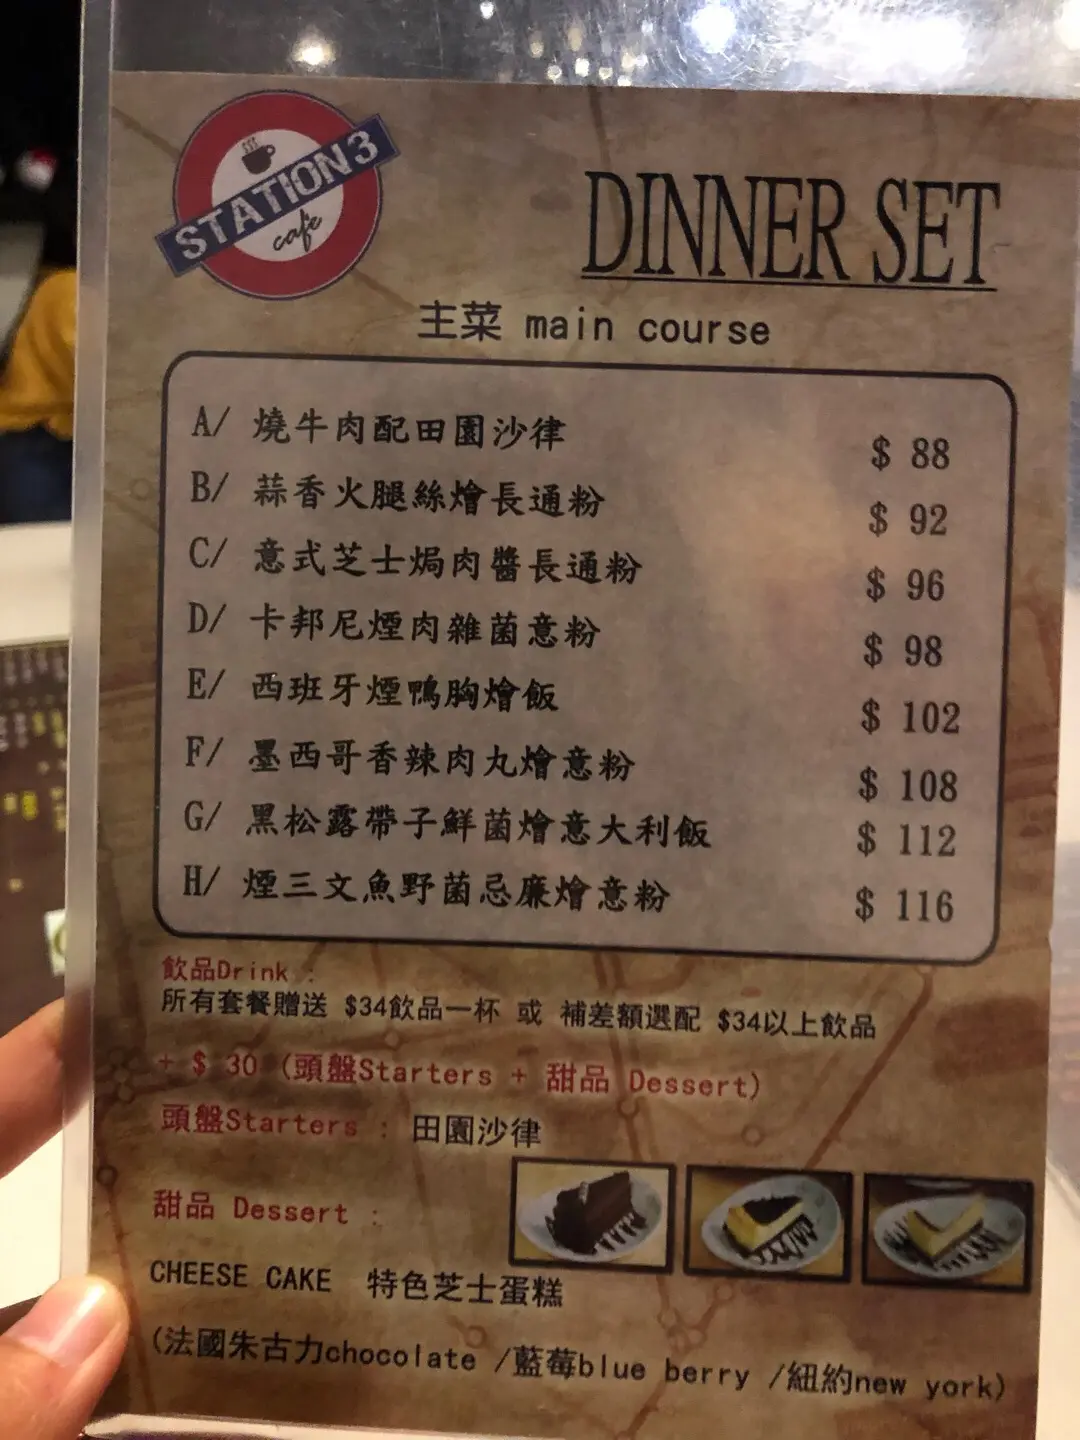 STATION3
cafe
DINNER SET
主菜 main course
A/ 燒牛肉配田園沙律 $ 88
B/ 蒜香火腿絲燴長通粉 $ 92
C/ 意式芝士焗肉醬長通粉 $ 96
D/ 卡邦尼煙肉雜菌意粉 $ 98
E/ 西班牙煙鴨胸燴飯 $ 102
F/ 墨西哥香辣肉丸燴意粉 $ 108
G/ 黑松露帶子鮮菌燴意大利飯 $ 112
H/ 煙三文魚野菌忌廉燴意粉 $ 116
飲品Drink :
所有套餐贈送 $34飲品一杯 或 補差額選配 $34以上飲品
+ $ 30 (頭盤Starters + 甜品 Dessert)
頭盤Starters : 田園沙律
甜品 Dessert :
CHEESE CAKE 特色芝士蛋糕
(法國朱古力chocolate /藍莓blue berry /紐約new york)